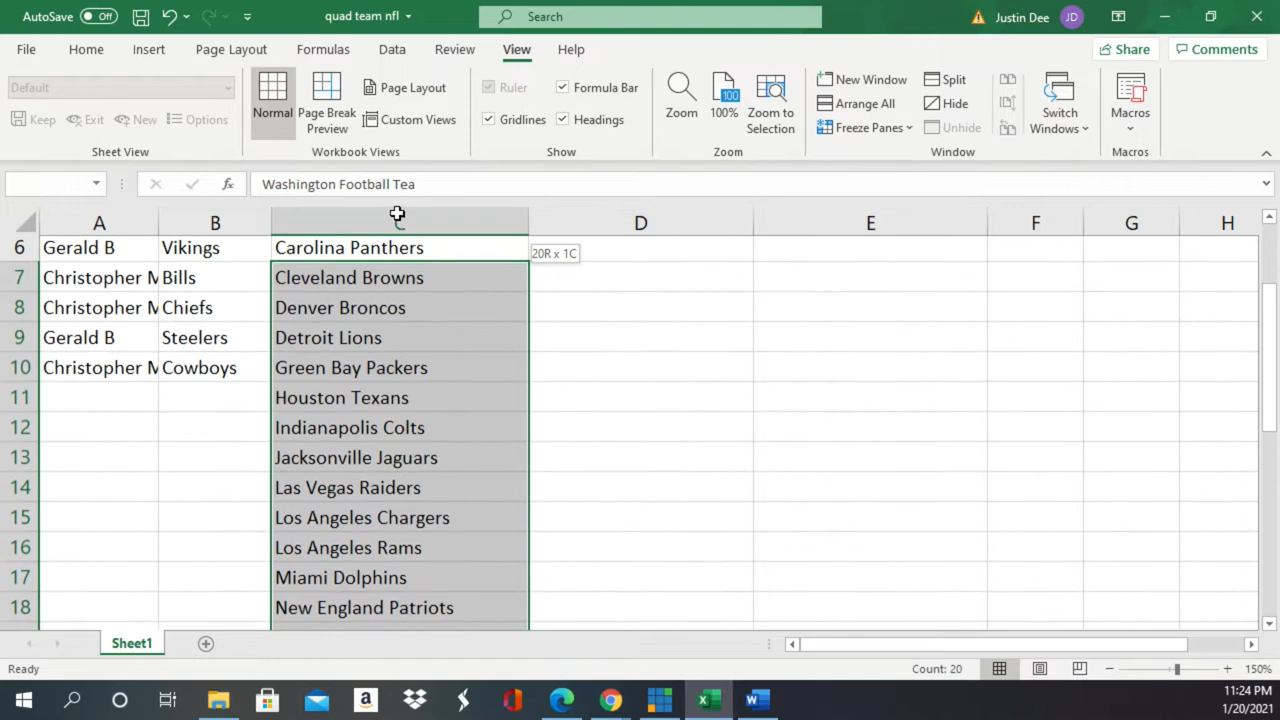 AutoSave Off quad team nfl Search Justin Dee JD
File Home Insert Page Layout Formulas Data Review View Help Share Comments
Default
Keep Exit New Options
Sheet View
Normal
Page Break Preview
Page Layout
Custom Views
Workbook Views
Ruler Formula Bar
Gridlines Headings
Show
Zoom
100 100%
Zoom to Selection
Zoom
New Window
Arrange All
Freeze Panes
Split
Hide
Unhide
Switch Windows
Window
Macros
Macros
fx Washington Football Tea
A B C D E F G H
6 Gerald B Vikings Carolina Panthers 20R x 1C
7 Christopher M Bills Cleveland Browns
8 Christopher M Chiefs Denver Broncos
9 Gerald B Steelers Detroit Lions
10 Christopher M Cowboys Green Bay Packers
11 Houston Texans
12 Indianapolis Colts
13 Jacksonville Jaguars
14 Las Vegas Raiders
15 Los Angeles Chargers
16 Los Angeles Rams
17 Miami Dolphins
18 New England Patriots
Sheet1
Ready Count: 20 150%
11:24 PM
1/20/2021